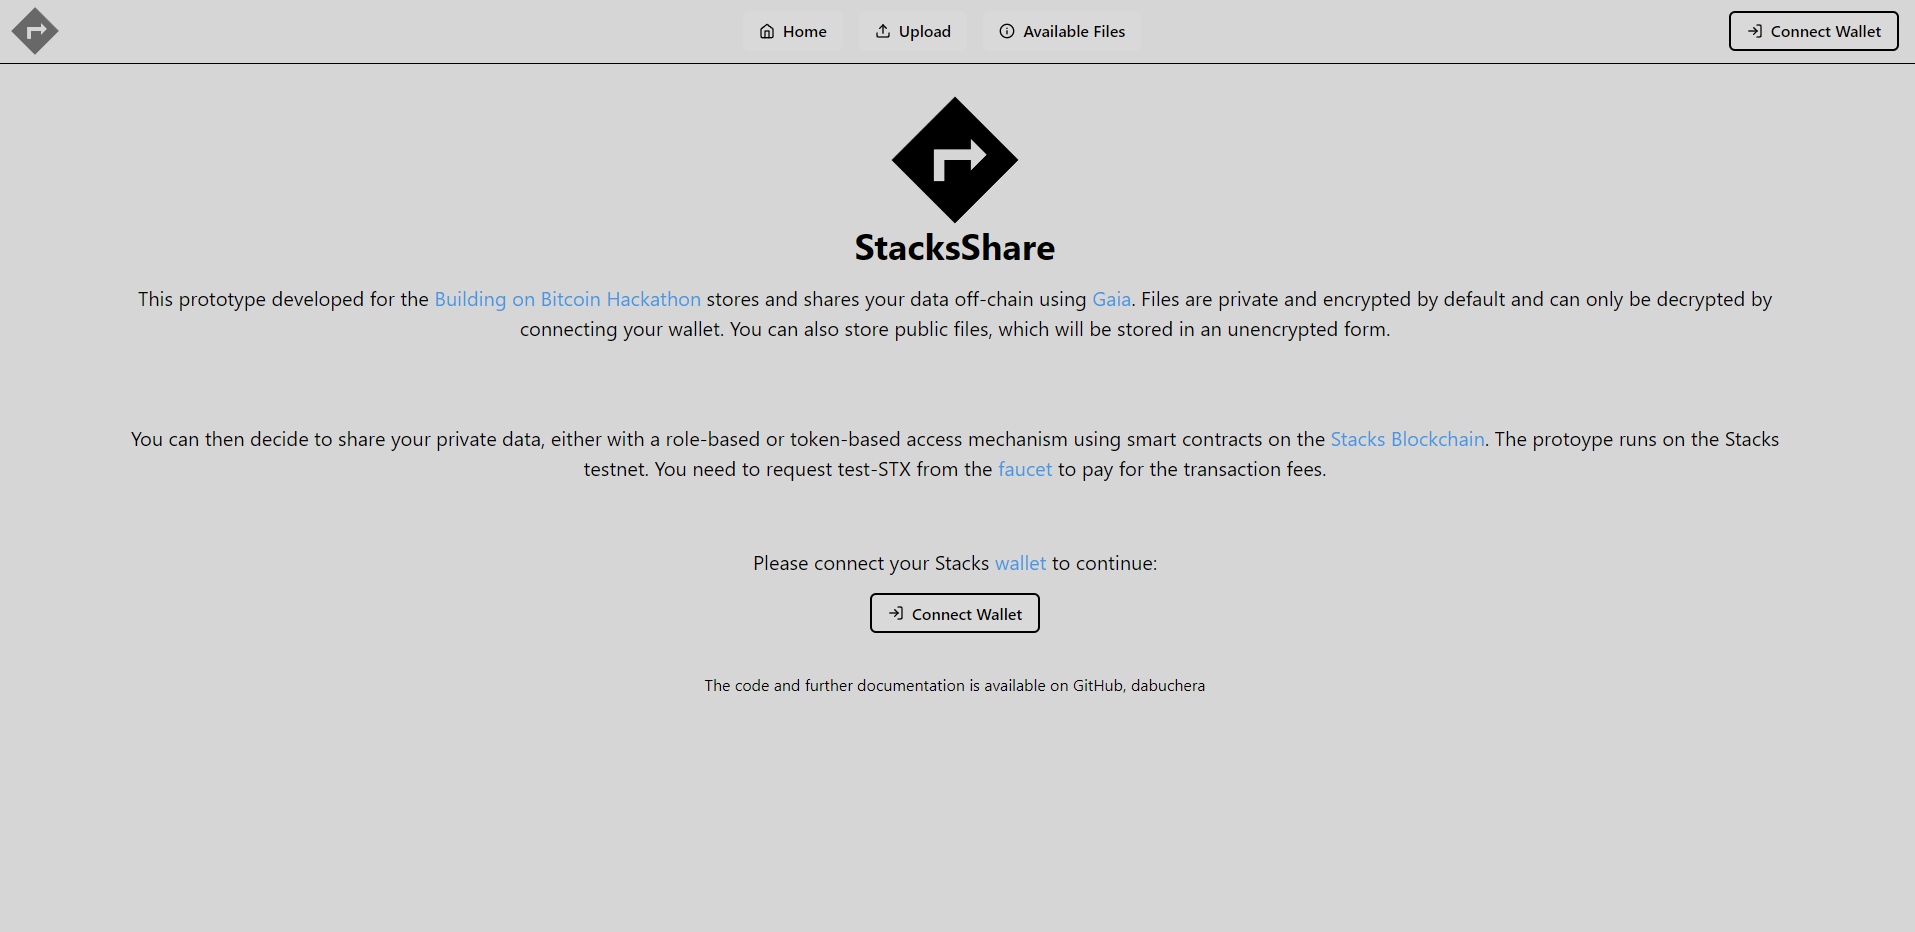 Home
Upload
Available Files
Connect Wallet
StacksShare
This prototype developed for the Building on Bitcoin Hackathon stores and shares your data off-chain using Gaia. Files are private and encrypted by default and can only be decrypted by
connecting your wallet. You can also store public files, which will be stored in an unencrypted form.
You can then decide to share your private data, either with a role-based or token-based access mechanism using smart contracts on the Stacks Blockchain. The protoype runs on the Stacks
testnet. You need to request test-STX from the faucet to pay for the transaction fees.
Please connect your Stacks wallet to continue:
Connect Wallet
The code and further documentation is available on GitHub, dabuchera